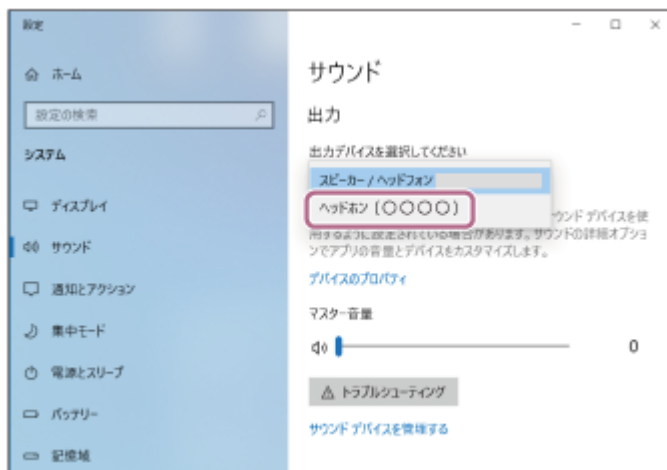 設定
ホーム
設定の検索
システム
ディスプレイ
サウンド
通知とアクション
集中モード
電源とスリープ
バッテリー
記憶域
サウンド
出力
出力デバイスを選択してください
スピーカー / ヘッドフォン
ヘッドホン (〇〇〇〇)
ウンド デバイスを使
用するように設定されている場合があります。サウンドの詳細オプショ
ンでアプリの音量とデバイスをカスタマイズします。
デバイスのプロパティ
マスター音量
0
トラブルシューティング
サウンド デバイスを管理する